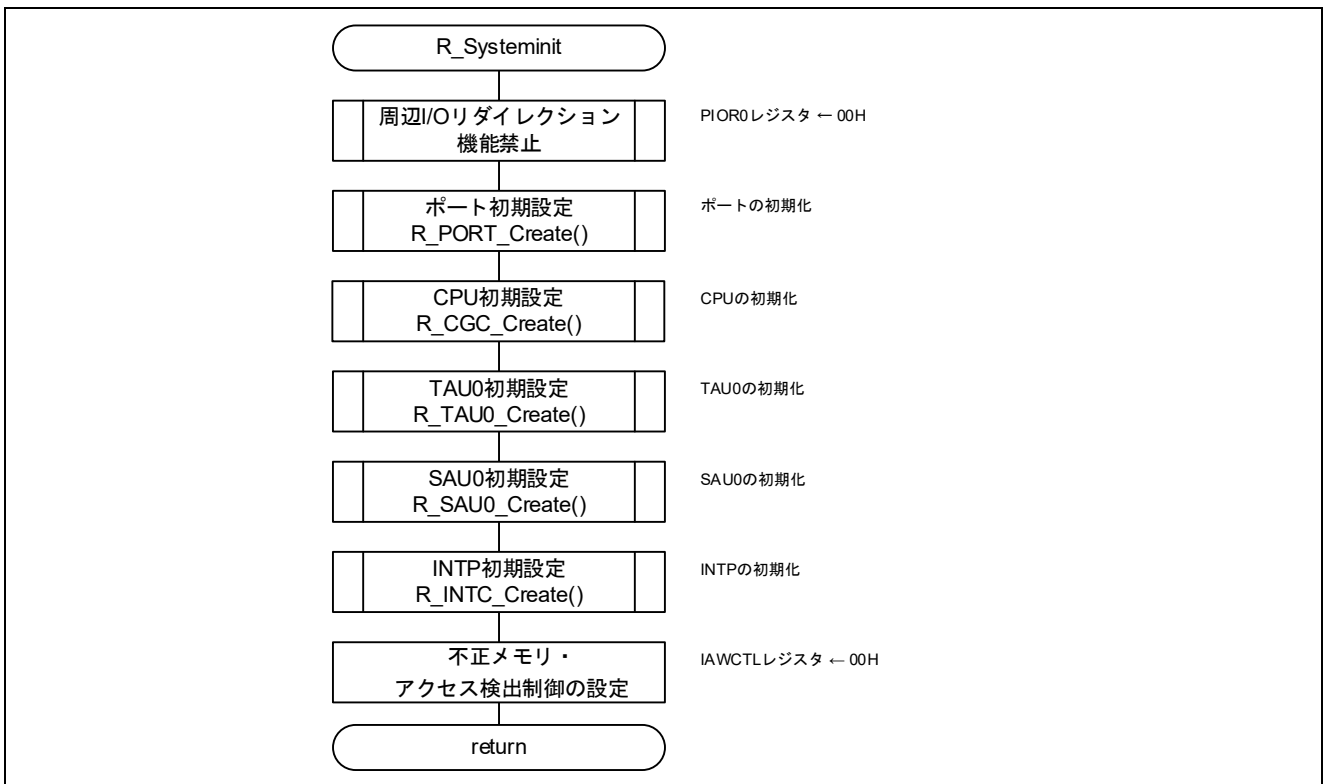 R_Systeminit
周辺I/Oリダイレクション
機能禁止
PIOR0レジスタ ← 00H
ポート初期設定
R_PORT_Create()
ポートの初期化
CPU初期設定
R_CGC_Create()
CPUの初期化
TAU0初期設定
R_TAU0_Create()
TAU0の初期化
SAU0初期設定
R_SAU0_Create()
SAU0の初期化
INTP初期設定
R_INTC_Create()
INTPの初期化
不正メモリ・
アクセス検出制御の設定
IAWCTLレジスタ ← 00H
return